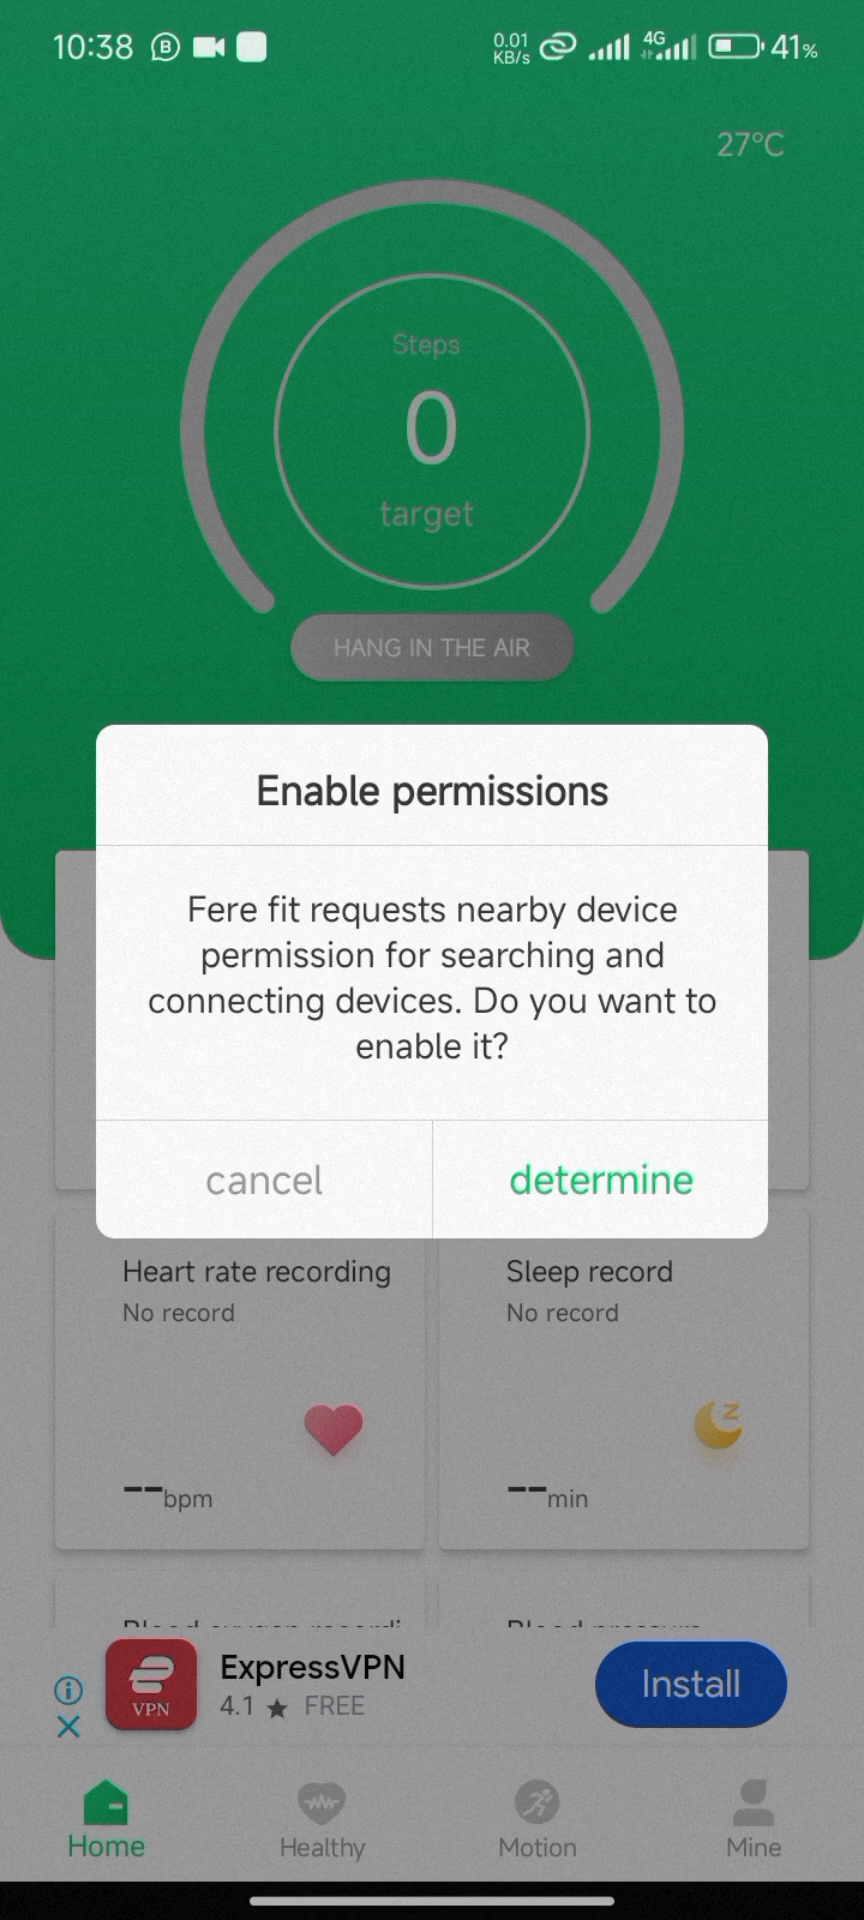 10:38 B 0.01 KB/s 4G 41%
27°C
Steps
0
target
HANG IN THE AIR
Enable permissions
Fere fit requests nearby device
permission for searching and
connecting devices. Do you want to
enable it?
cancel determine
Heart rate recording Sleep record
No record No record
Z
--bpm --min
ExpressVPN
VPN 4.1 ★ FREE Install
Home Healthy Motion Mine